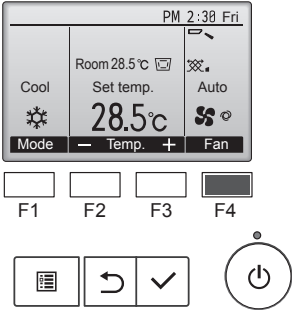 PM 2:30 Fri
Room 28.5℃
Cool Set temp. Auto
28.5℃
Mode − Temp. + Fan
F1 F2 F3 F4